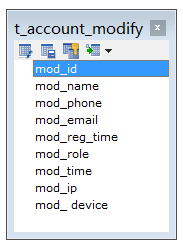 t_account_modify
mod_id
mod_name
mod_phone
mod_email
mod_reg_time
mod_role
mod_time
mod_ip
mod_ device